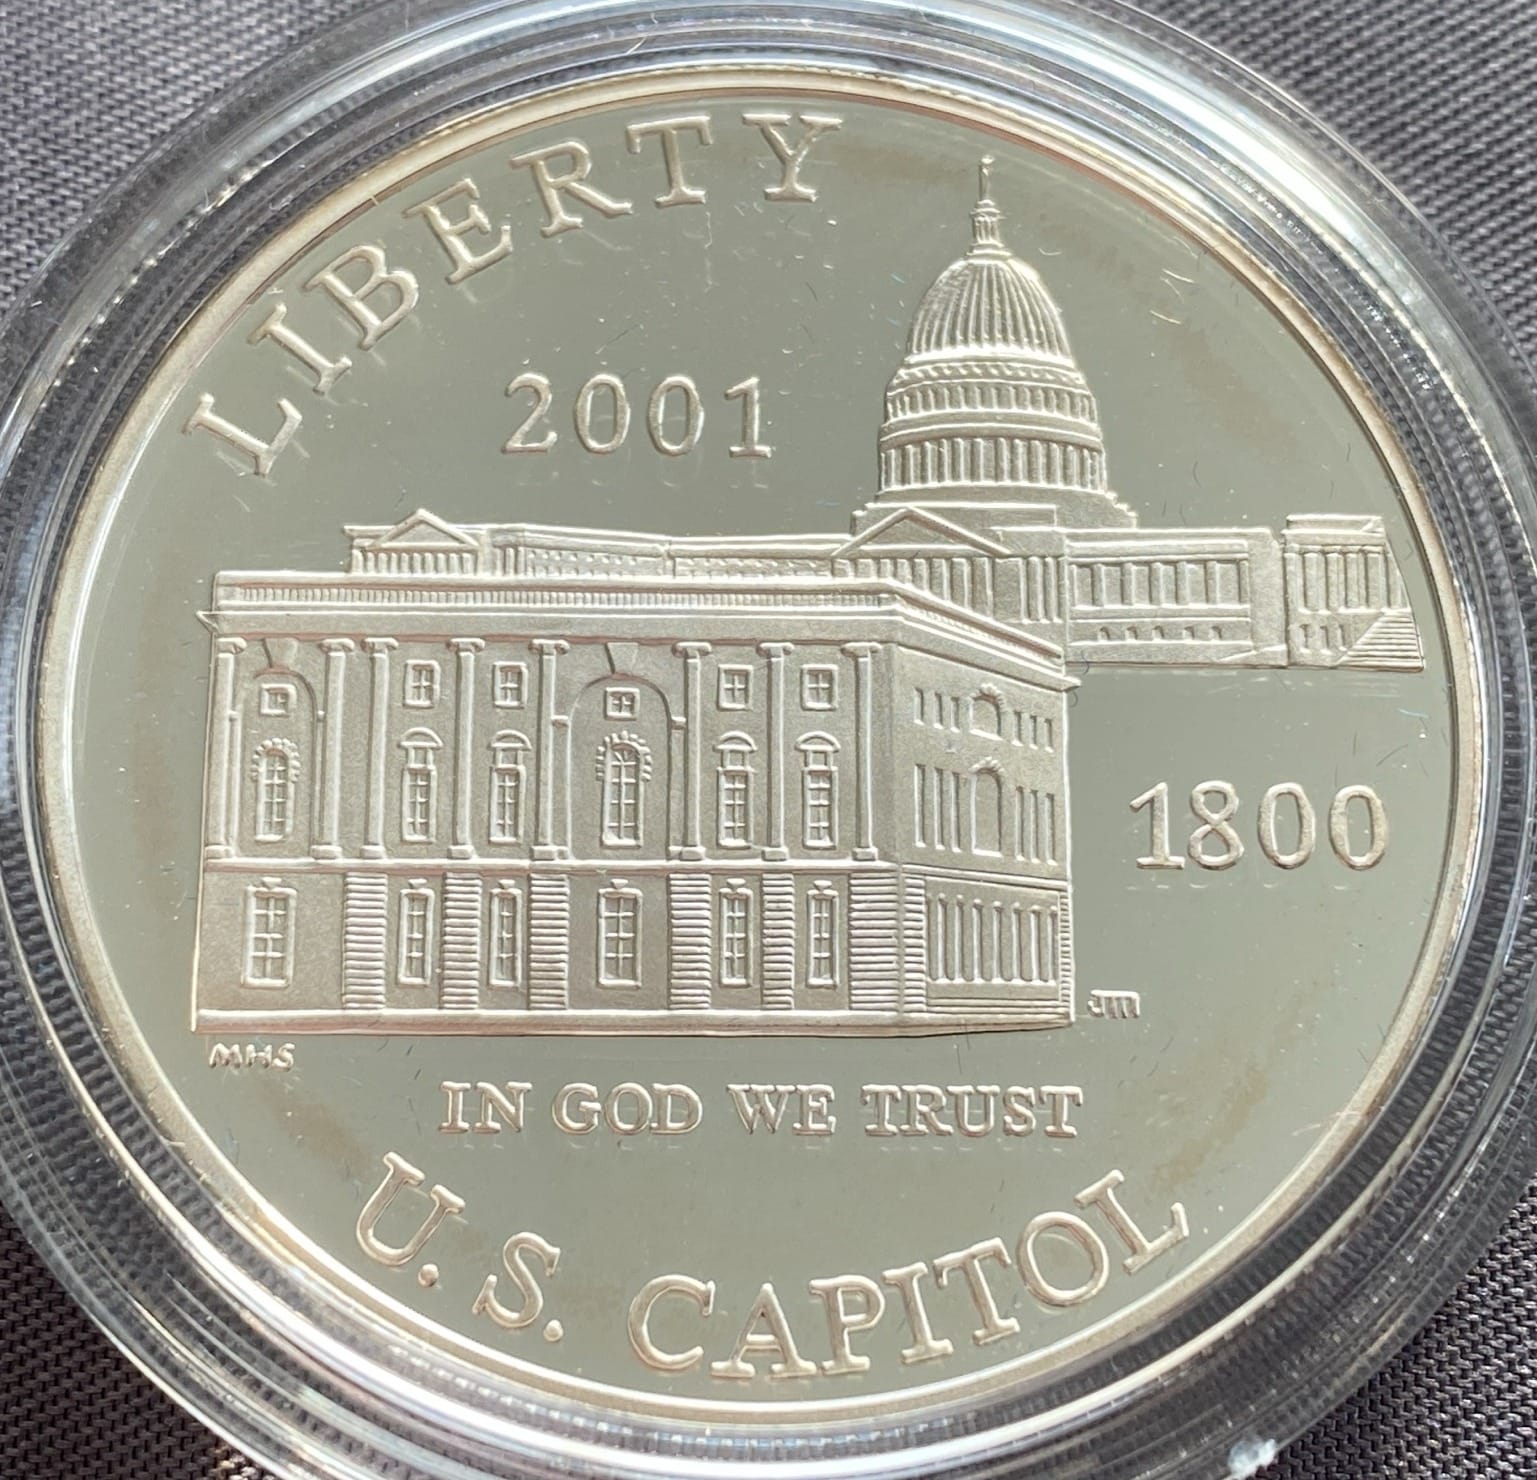 LIBERTY
2001
1800
JM
MHS
IN GOD WE TRUST
U.S. CAPITOL